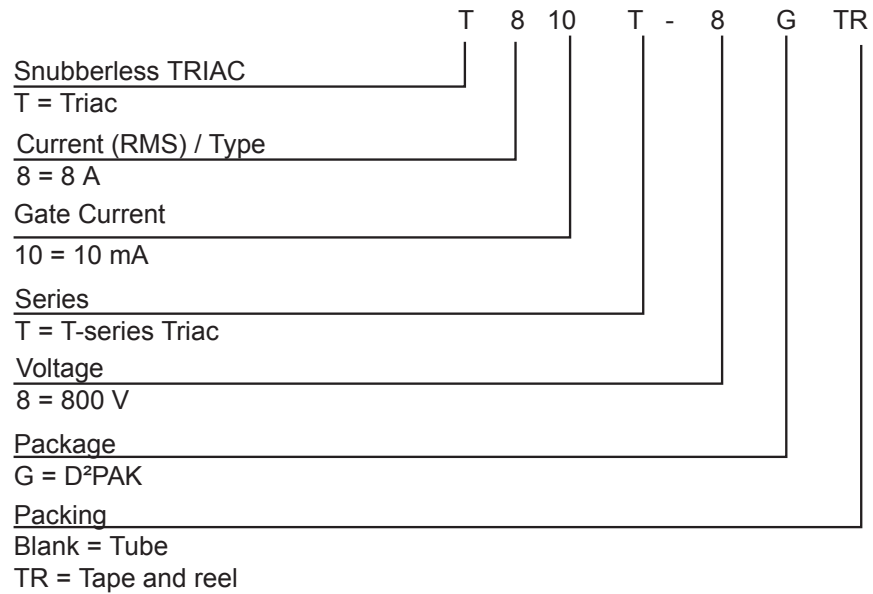 T 8 10 T - 8 G TR
Snubberless TRIAC
T = Triac
Current (RMS) / Type
8 = 8 A
Gate Current
10 = 10 mA
Series
T = T-series Triac
Voltage
8 = 800 V
Package
G = D²PAK
Packing
Blank = Tube
TR = Tape and reel